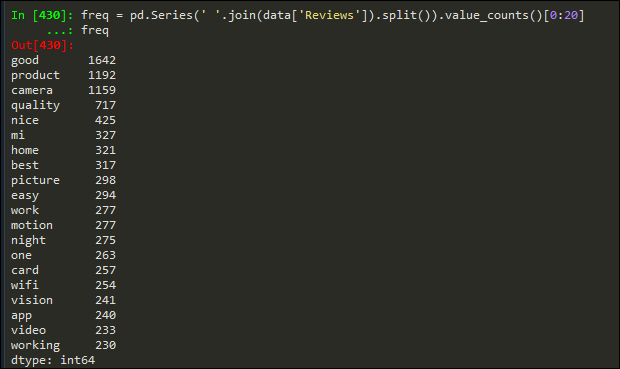 In [430]: freq = pd.Series(' '.join(data['Reviews']).split()).value_counts()[0:20]
...: freq
Out[430]:
good 1642
product 1192
camera 1159
quality 717
nice 425
mi 327
home 321
best 317
picture 298
easy 294
work 277
motion 277
night 275
one 263
card 257
wifi 254
vision 241
app 240
video 233
working 230
dtype: int64